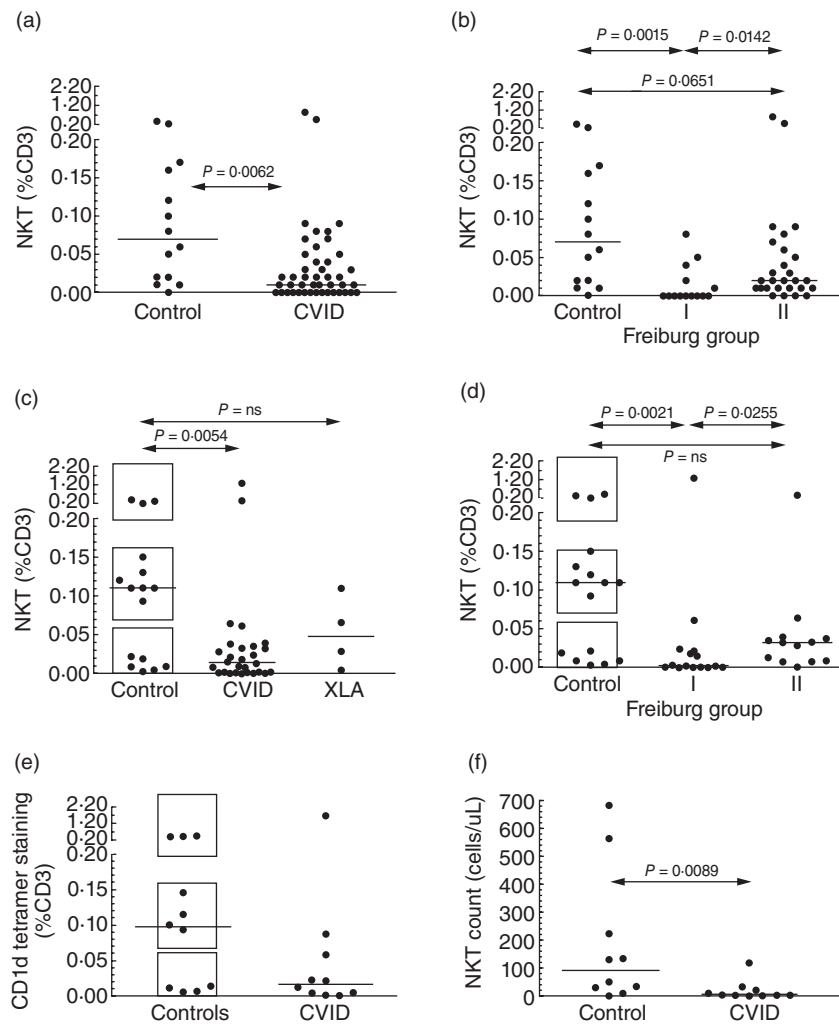 (a)
2·20
1·20
0·20
0·20
0·15
0·10
0·05
0·00
NKT (%CD3)
P = 0·0062
Control CVID
(b)
P = 0·0015 P = 0·0142
P = 0·0651
2·20
1·20
0·20
0·20
0·15
0·10
0·05
0·00
NKT (%CD3)
Control I II
Freiburg group
(c)
P = ns
P = 0·0054
2·20
1·20
0·20
0·20
0·15
0·10
0·05
0·00
NKT (%CD3)
Control CVID XLA
(d)
P = 0·0021 P = 0·0255
P = ns
2·20
1·20
0·20
0·20
0·15
0·10
0·05
0·00
NKT (%CD3)
Control I II
Freiburg group
(e)
2·20
1·20
0·20
0·20
0·15
0·10
0·05
0·00
CD1d tetramer staining
(%CD3)
Controls CVID
(f)
700
600
500
400
300
200
100
0
NKT count (cells/uL)
P = 0·0089
Control CVID